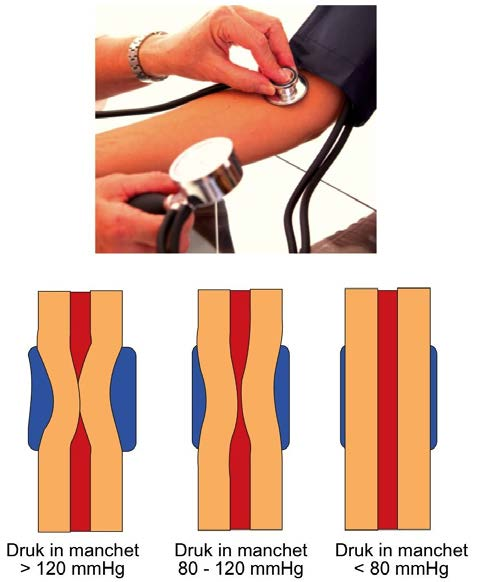 Druk in manchet
> 120 mmHg
Druk in manchet
80 - 120 mmHg
Druk in manchet
< 80 mmHg